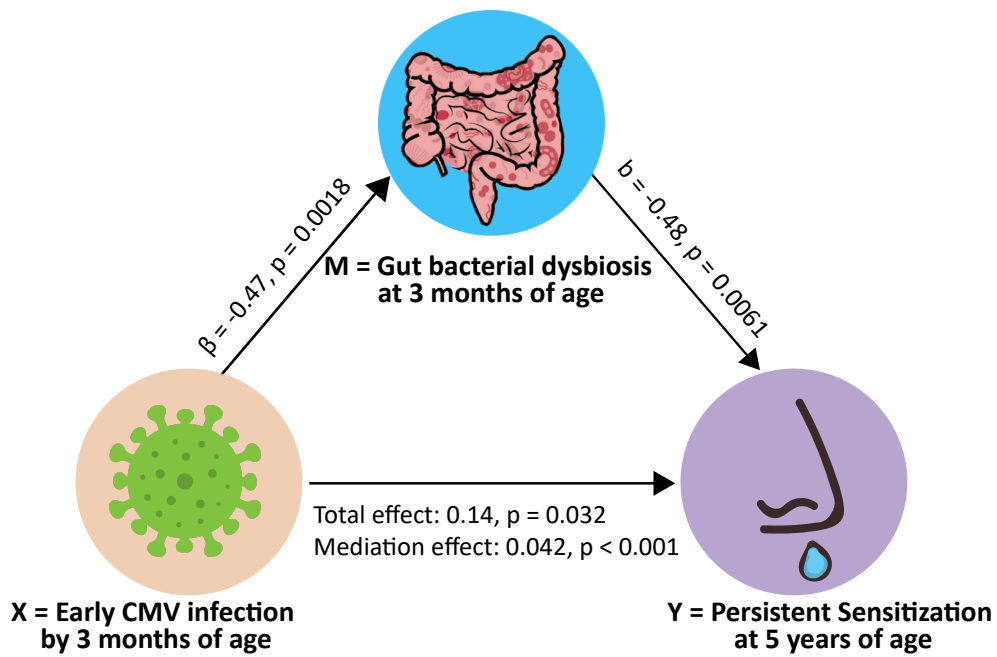 β = -0.47, p = 0.0018
b = -0.48, p = 0.0061
M = Gut bacterial dysbiosis
at 3 months of age
Total effect: 0.14, p = 0.032
Mediation effect: 0.042, p < 0.001
X = Early CMV infection
by 3 months of age
Y = Persistent Sensitization
at 5 years of age